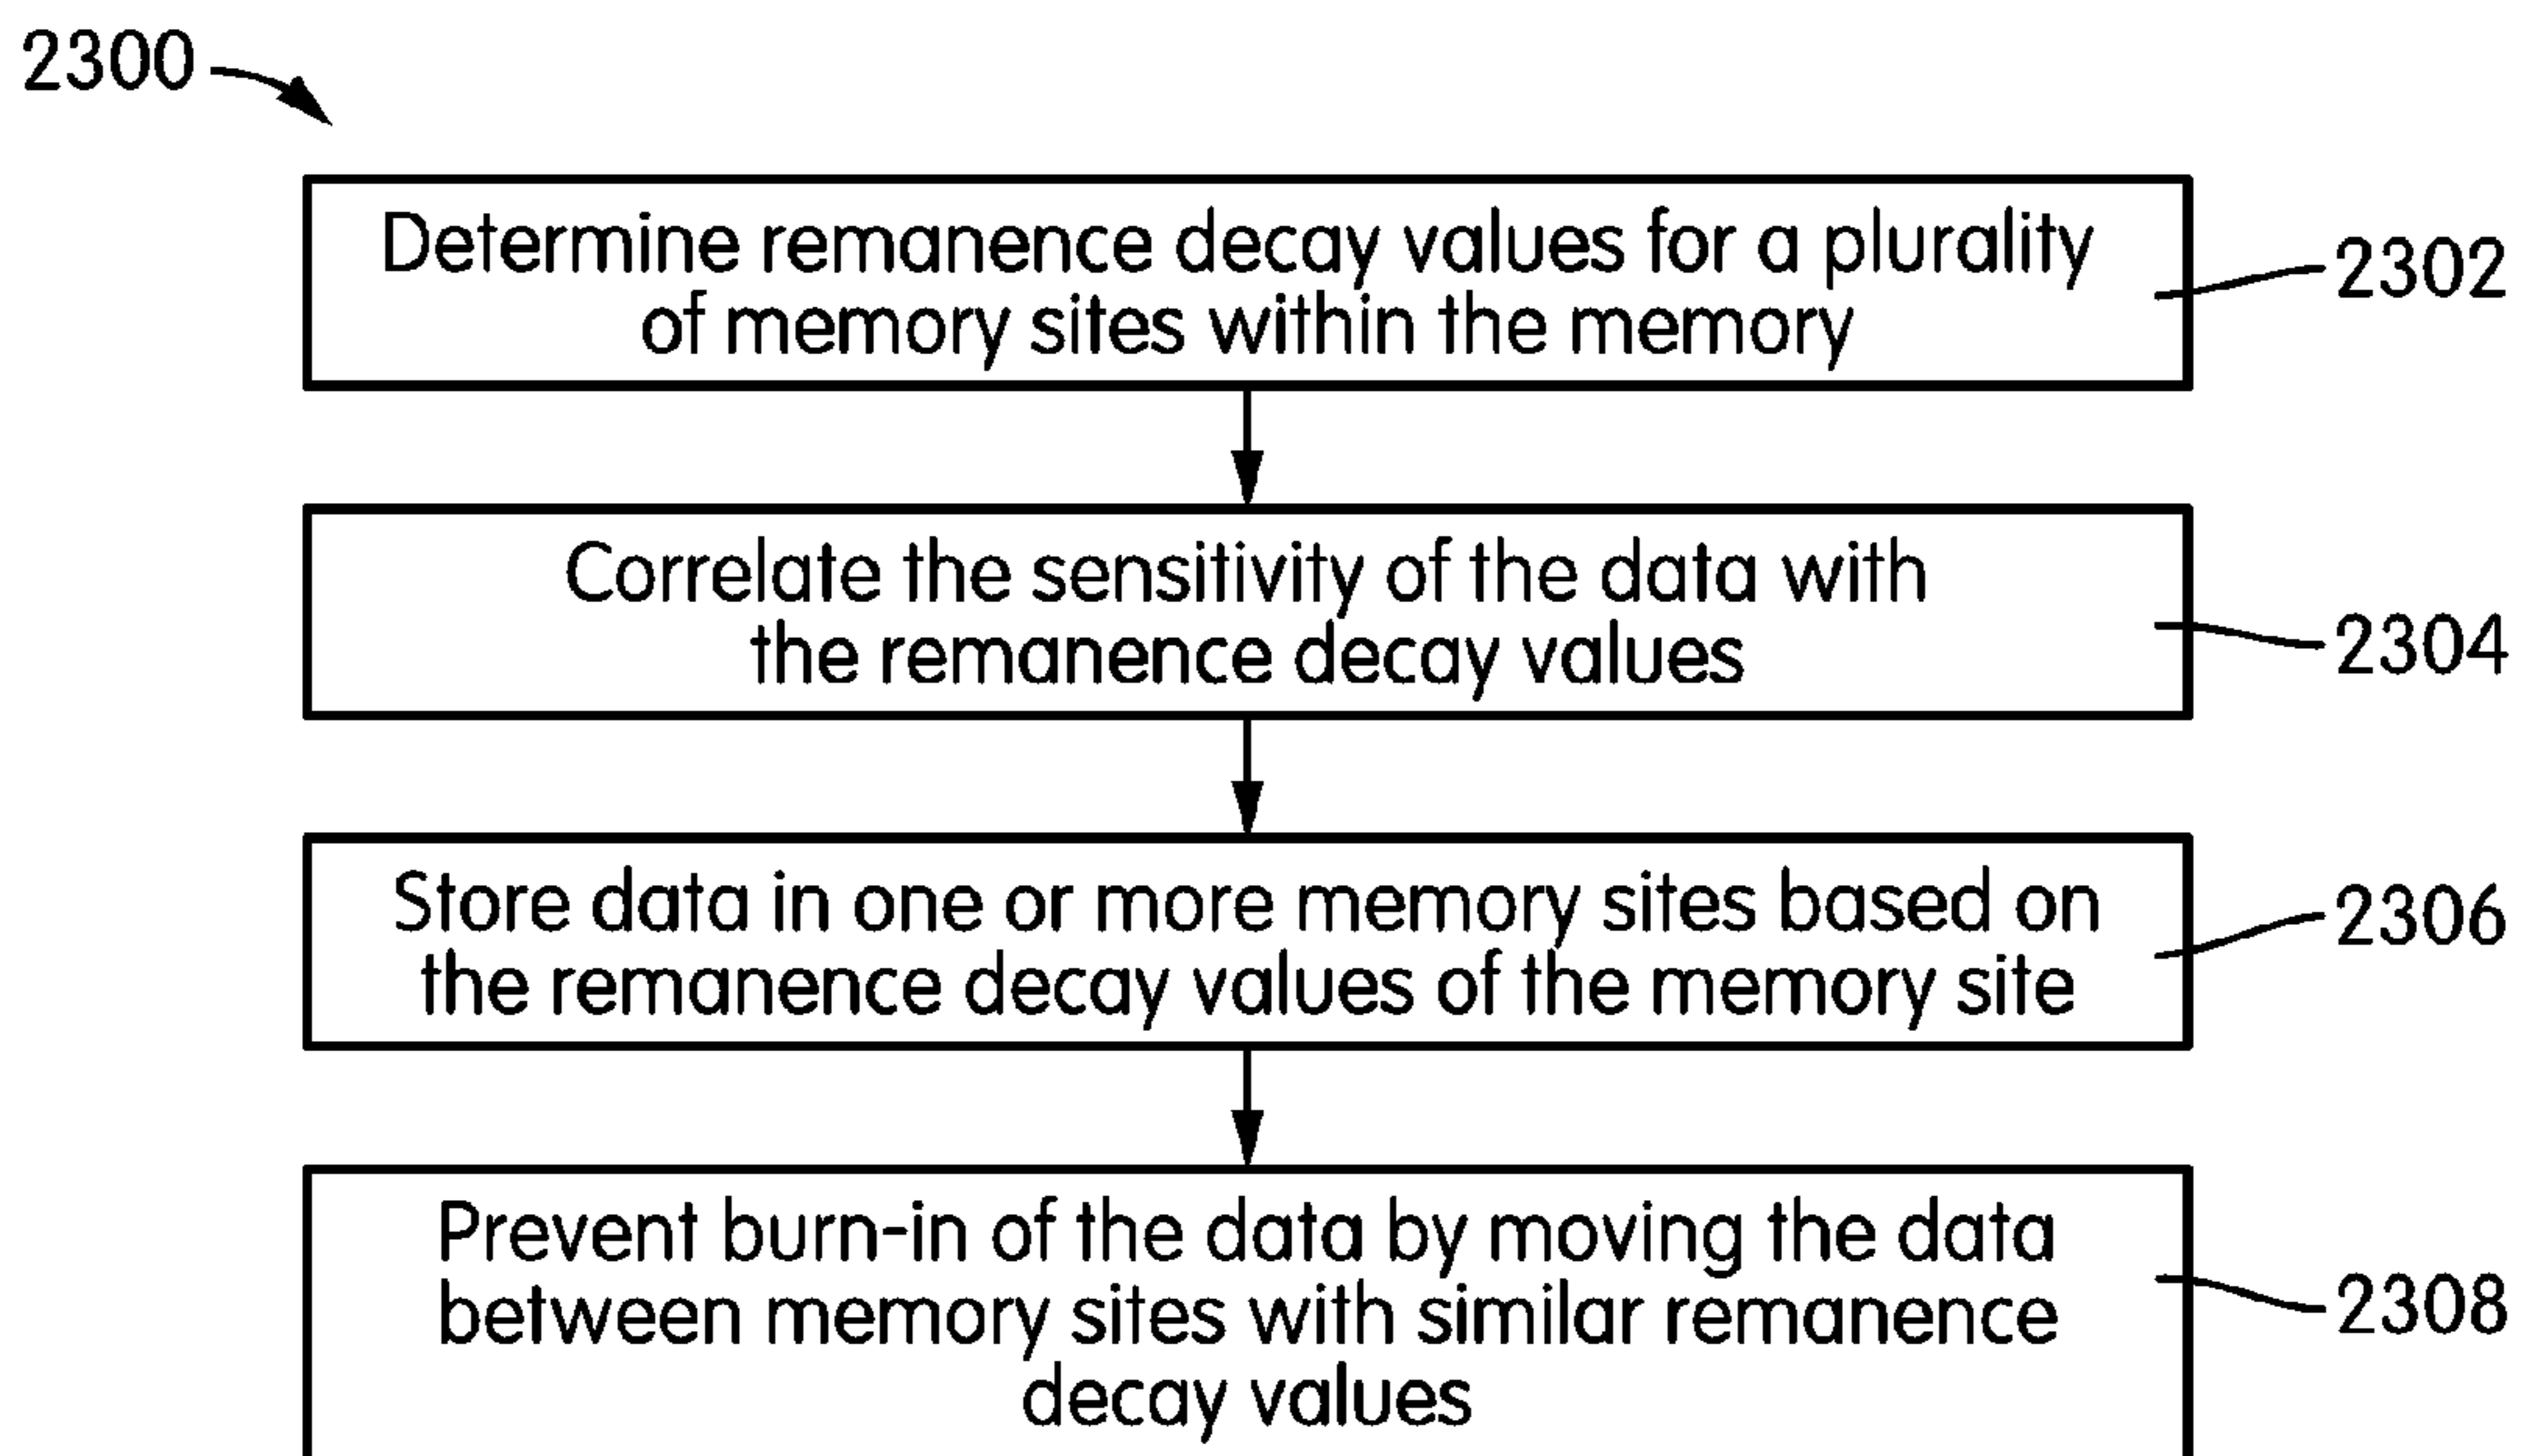 2300
Determine remanence decay values for a plurality
of memory sites within the memory
2302
Correlate the sensitivity of the data with
the remanence decay values
2304
Store data in one or more memory sites based on
the remanence decay values of the memory site
2306
Prevent burn-in of the data by moving the data
between memory sites with similar remanence
decay values
2308